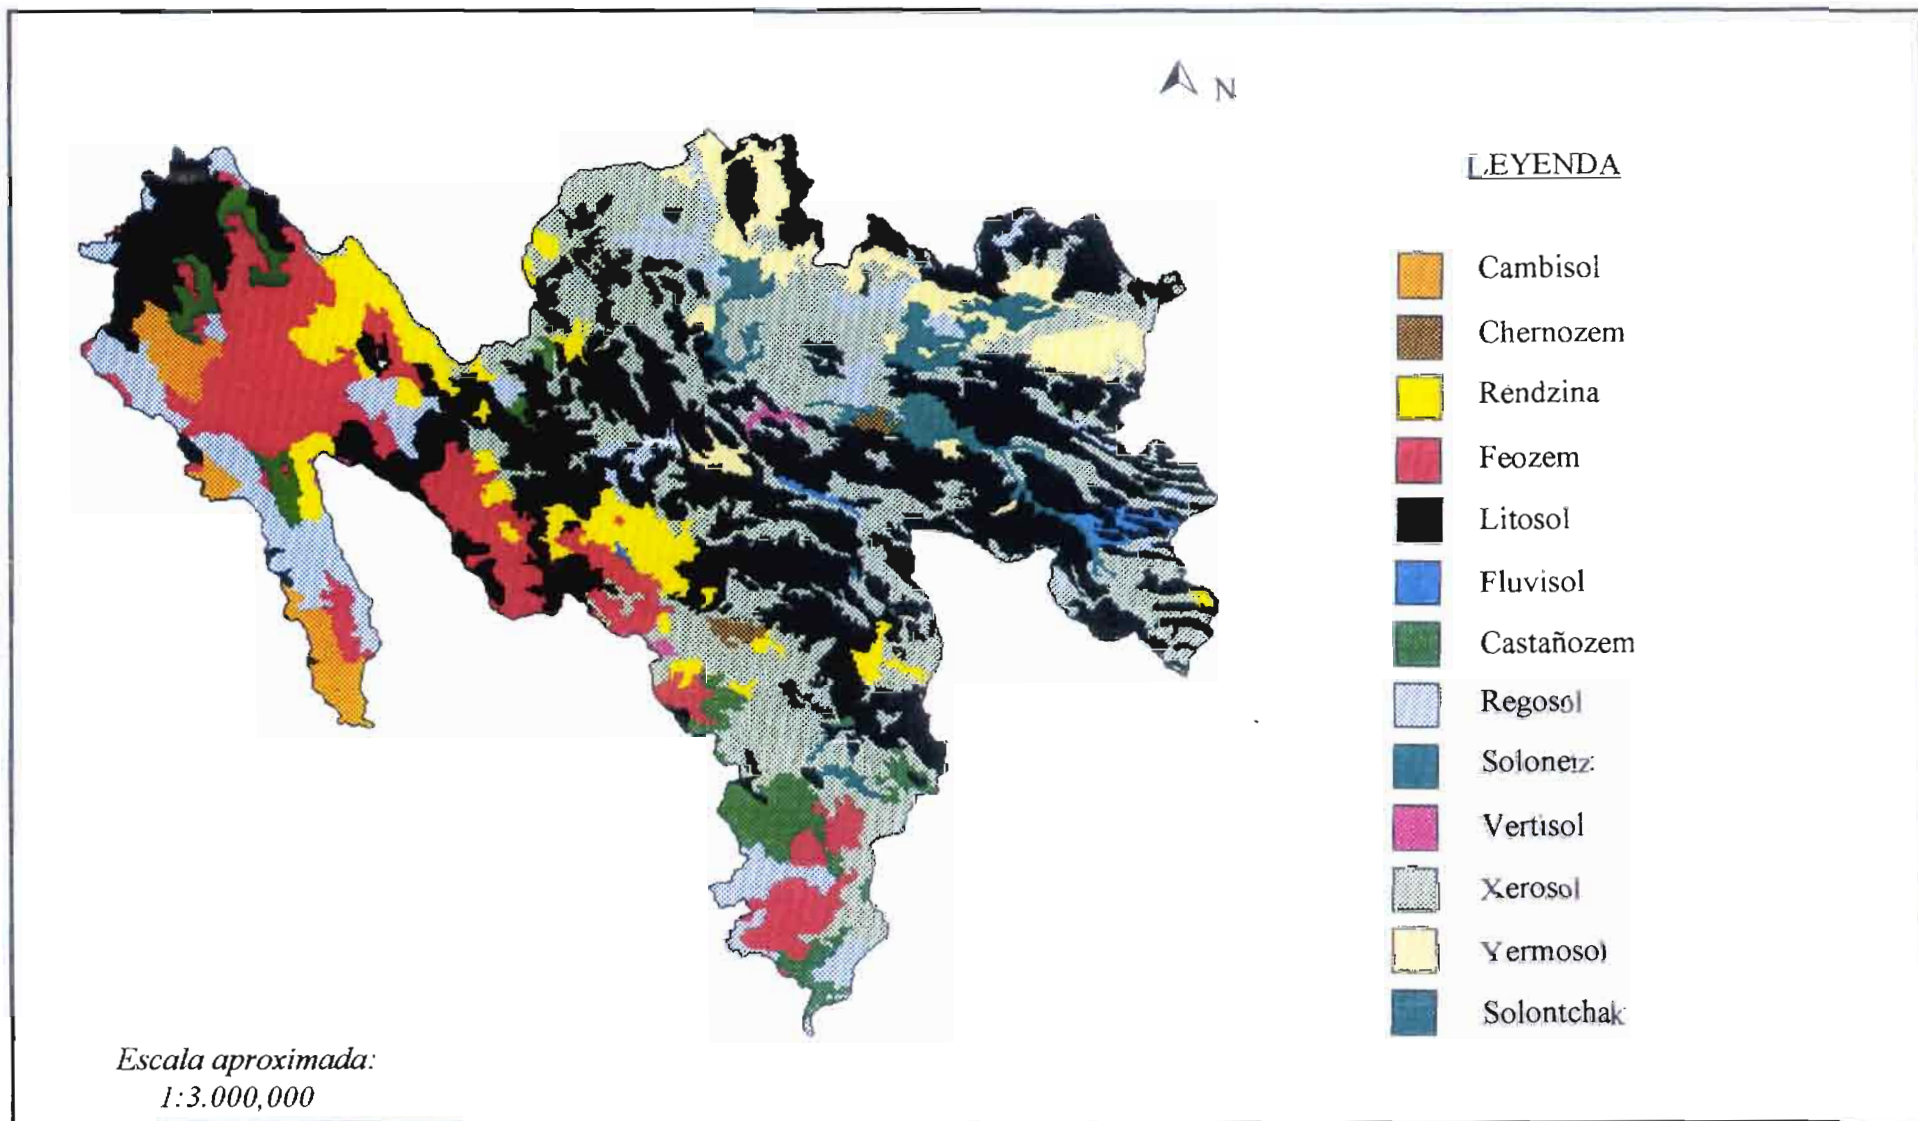 N
LEYENDA
Cambisol
Chernozem
Rendzina
Feozem
Litosol
Fluvisol
Castañozem
Regosol
Solonetz
Vertisol
Xerosol
Yermosol
Solontchak
Escala aproximada:
1:3.000,000